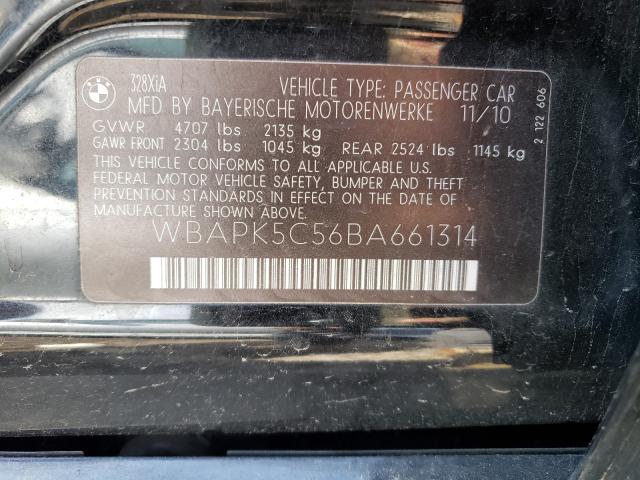 BMW
328XiA
VEHICLE TYPE: PASSENGER CAR
MFD BY BAYERISCHE MOTORENWERKE 11/10
GVWR 4707 lbs 2135 kg
GAWR FRONT 2304 lbs 1045 kg REAR 2524 lbs 1145 kg
THIS VEHICLE CONFORMS TO ALL APPLICABLE U.S.
FEDERAL MOTOR VEHICLE SAFETY, BUMPER AND THEFT
PREVENTION STANDARDS IN EFFECT ON THE DATE OF
MANUFACTURE SHOWN ABOVE.
WBAPK5C56BA661314
2 122 606